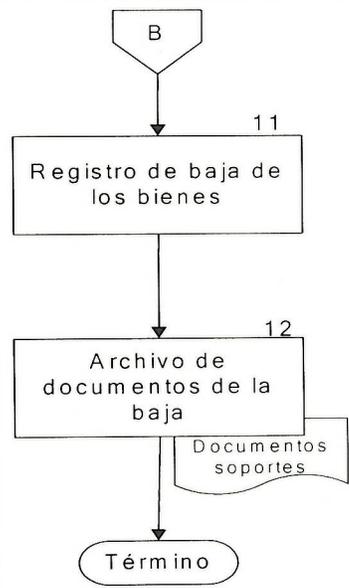 B
11
Registro de baja de
los bienes
12
Archivo de
documentos de la
baja
Documentos
soportes
Término